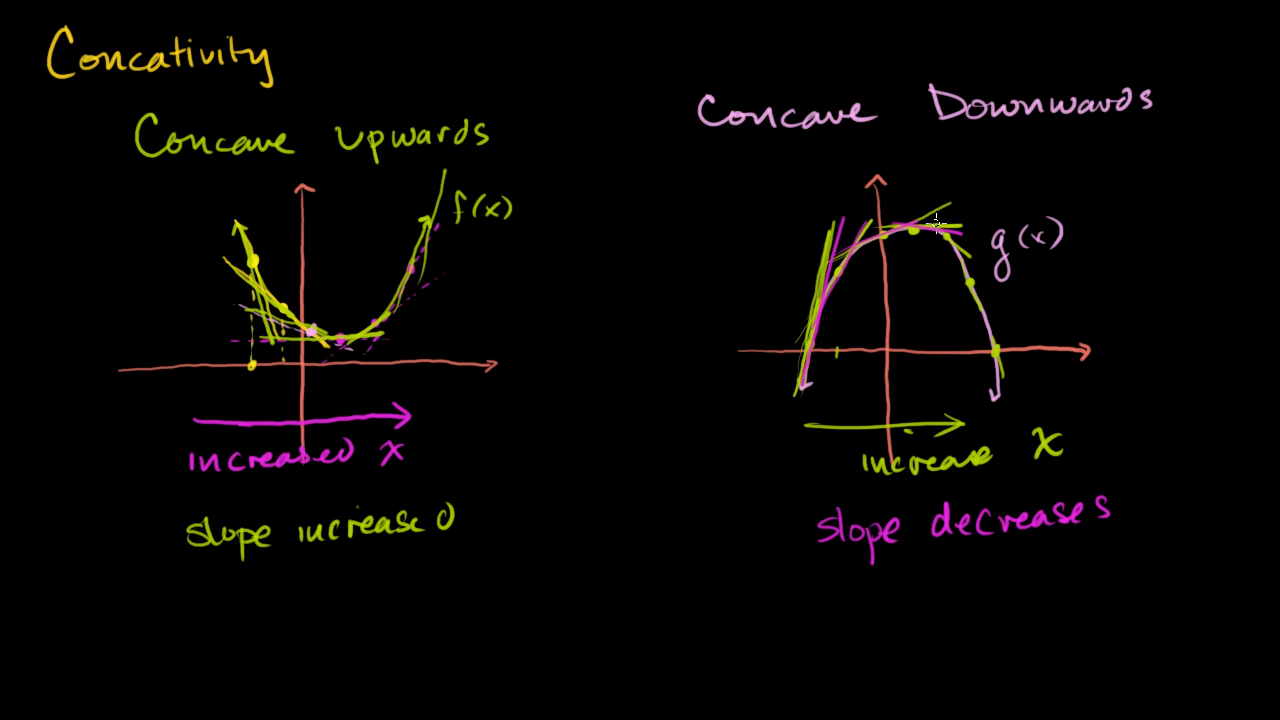 Concativity
Concave upwards
f(x)
increased x
slope increased
Concave Downwards
g(x)
increase x
slope decreases